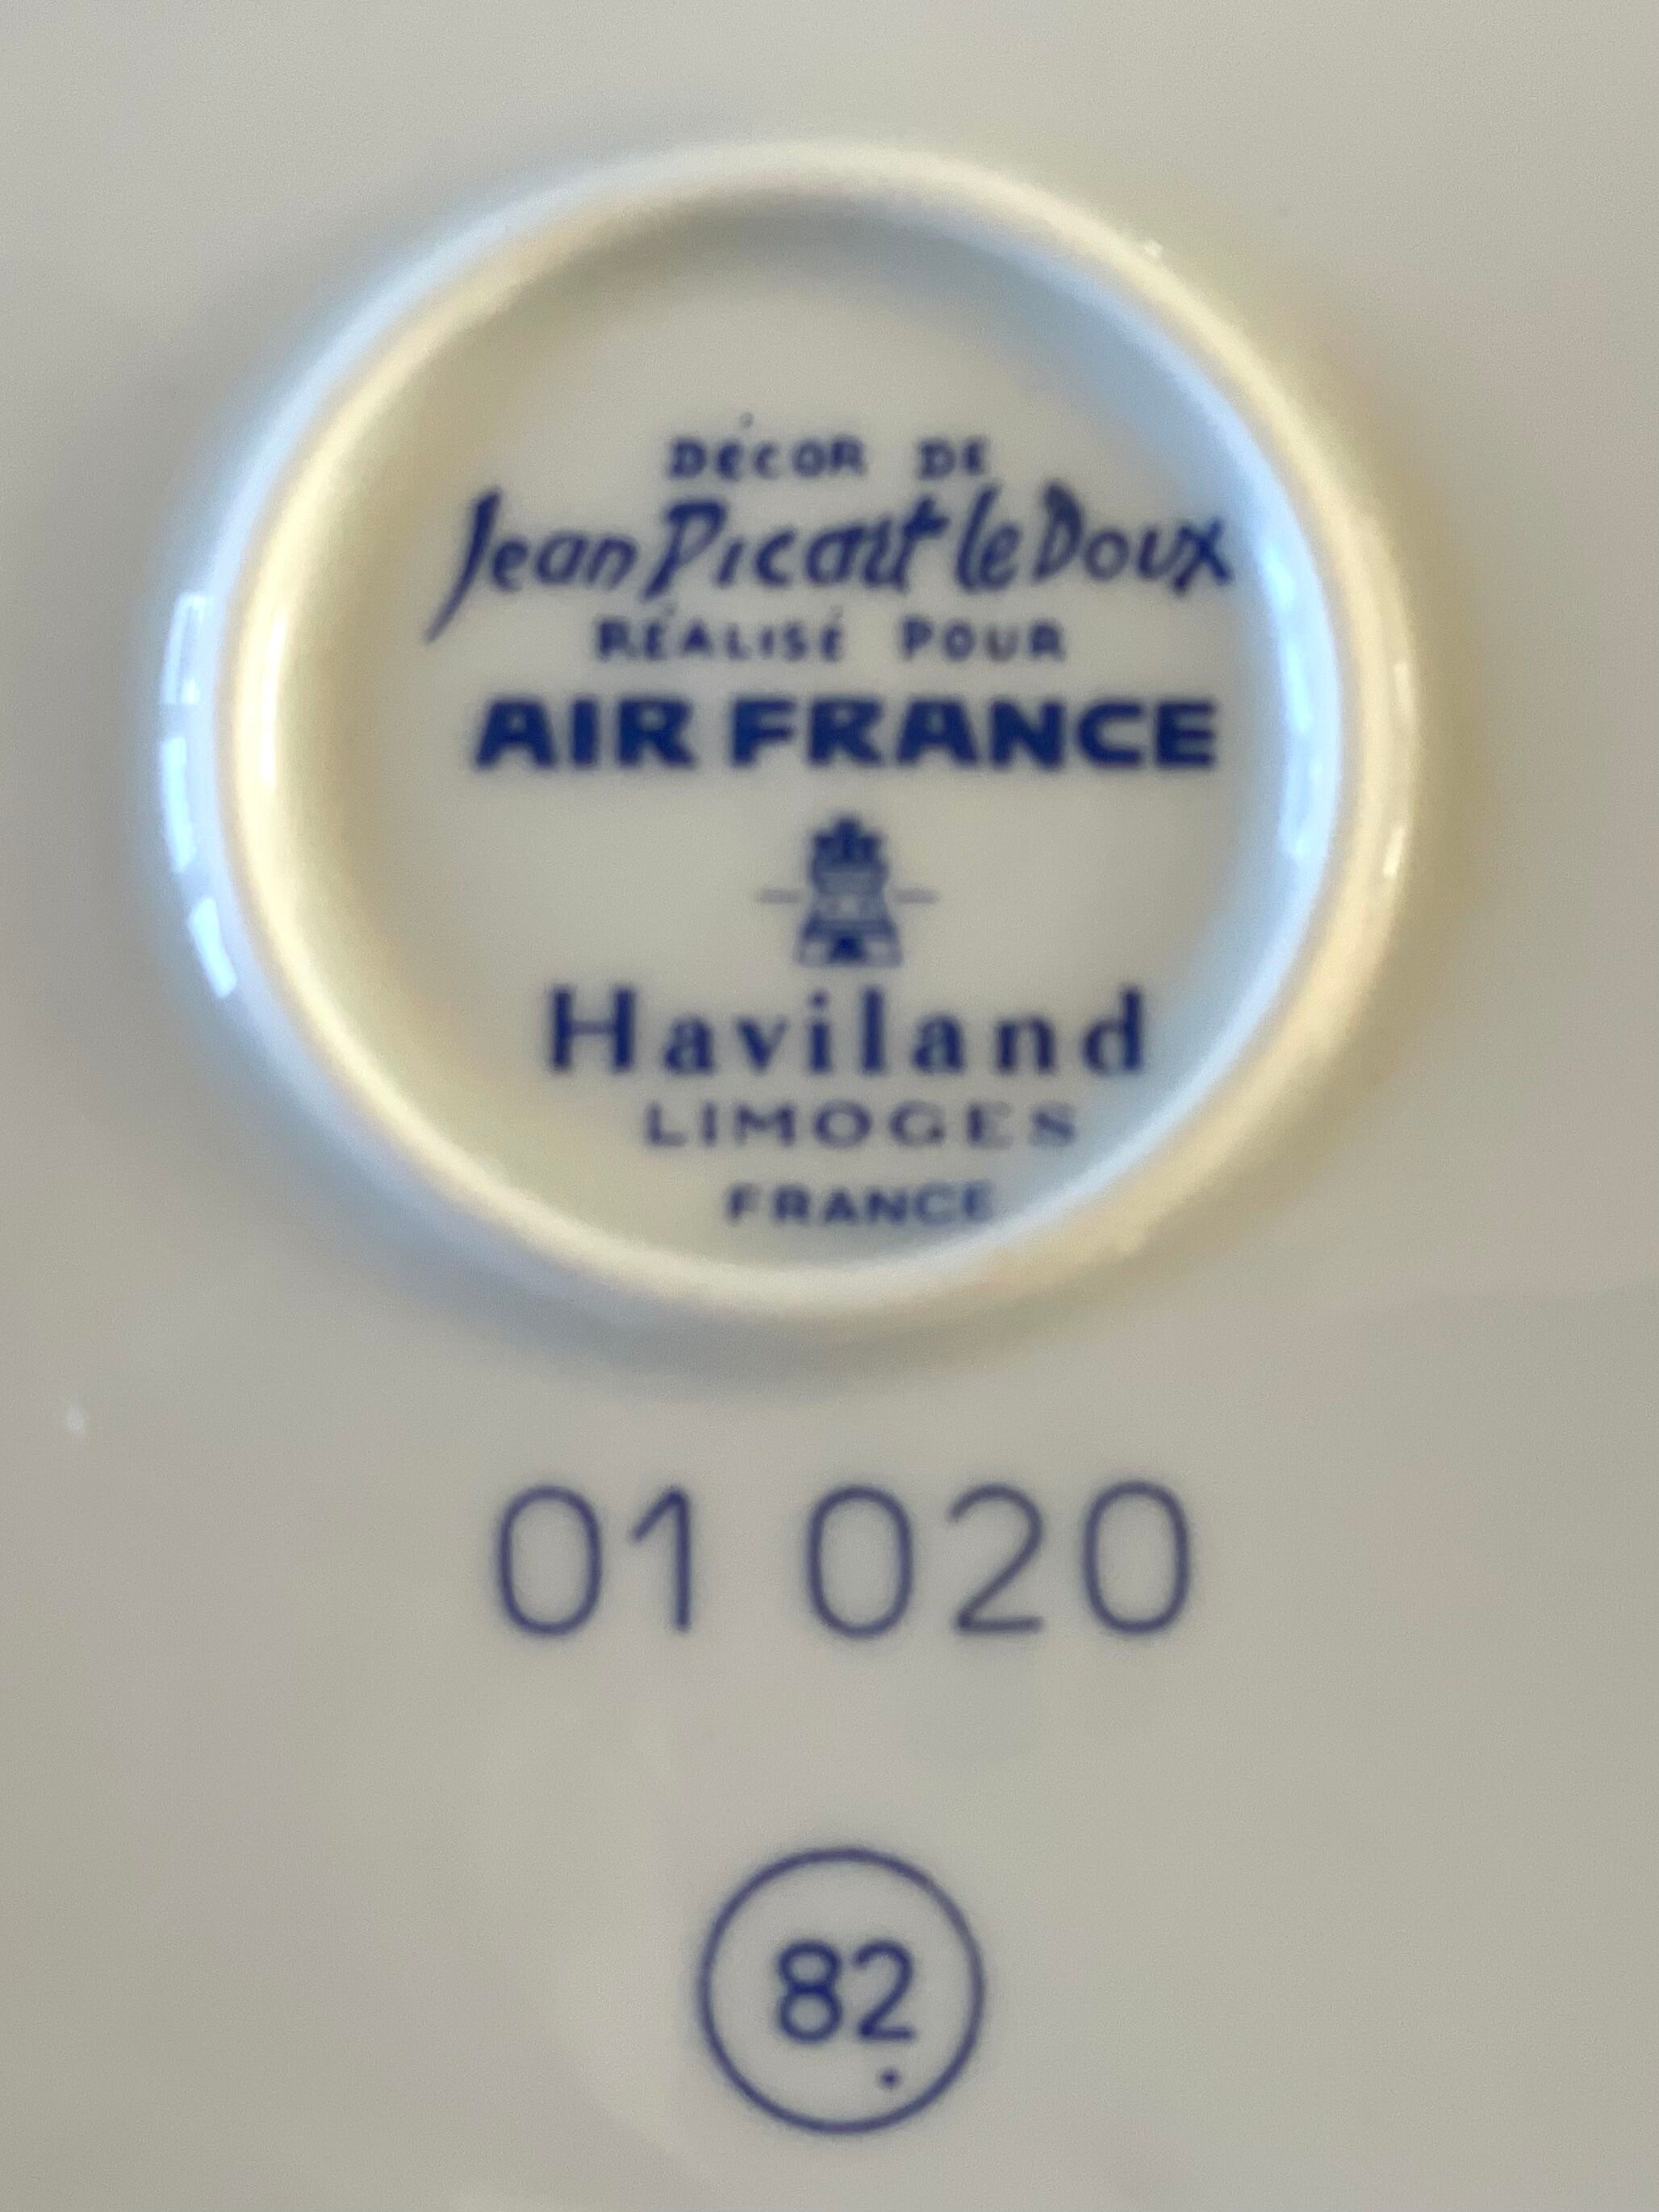 DÉCOR DE
Jean Picart le Doux
RÉALISÉ POUR
AIR FRANCE
Haviland
LIMOGES
FRANCE
01 020
82